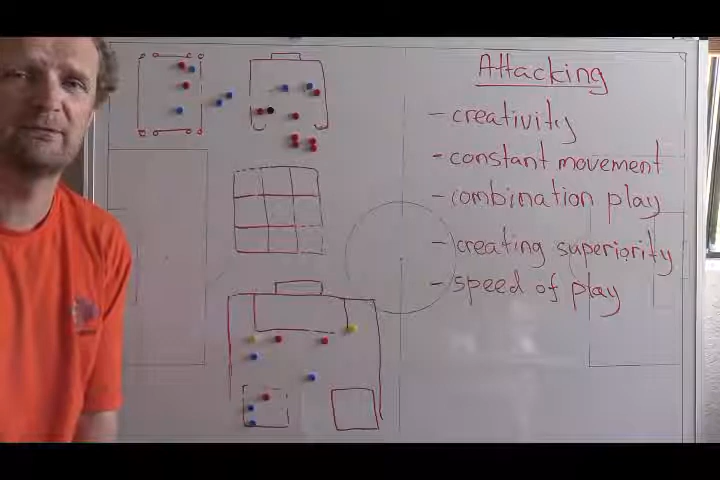 Attacking
- creativity
- constant movement
- combination play
- creating superiority
- speed of play